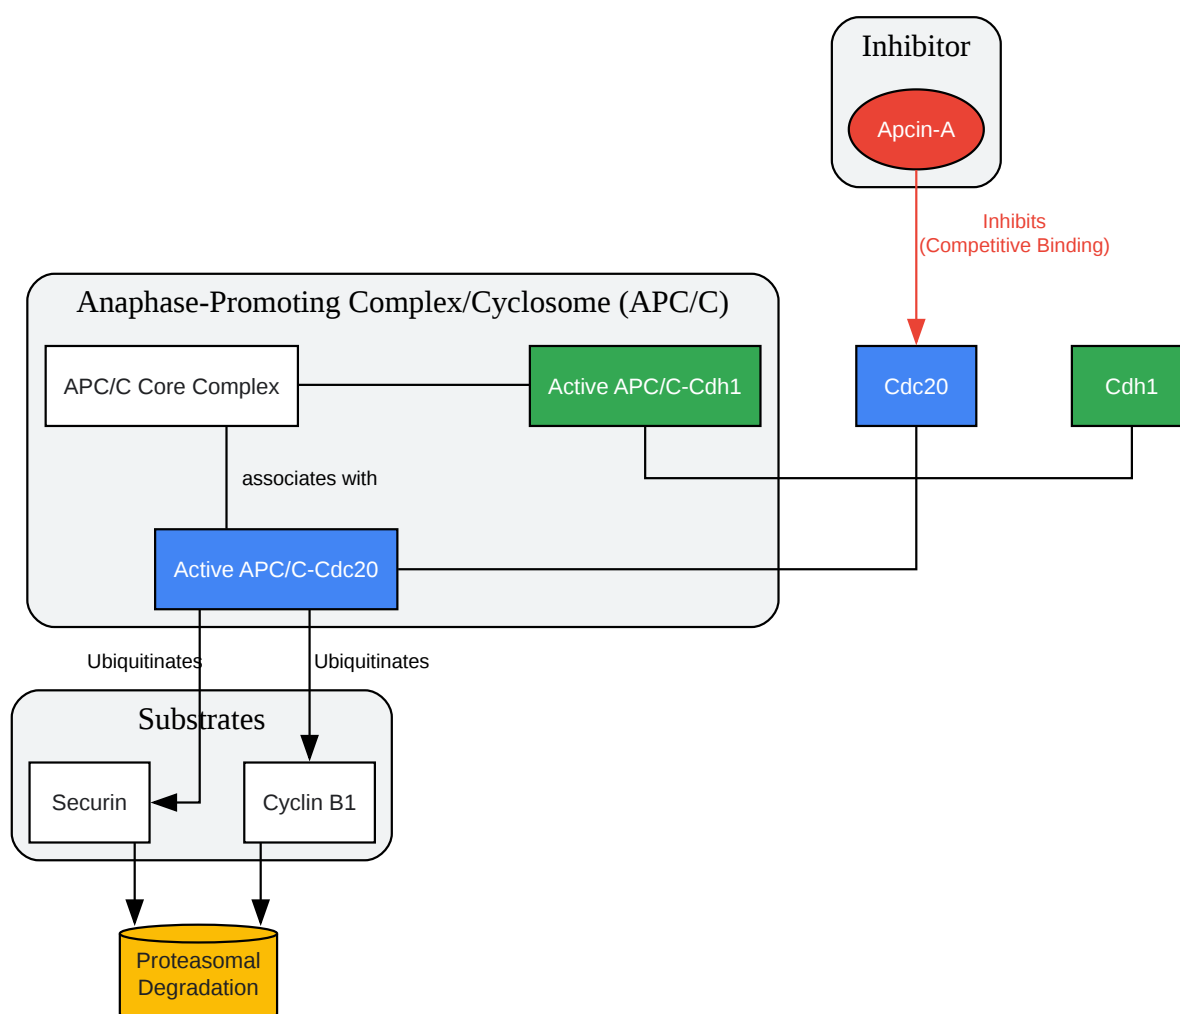 Inhibitor
Apcin-A
Inhibits
(Competitive Binding)
Anaphase-Promoting Complex/Cyclosome (APC/C)
APC/C Core Complex
Active APC/C-Cdh1
Cdc20
Cdh1
associates with
Active APC/C-Cdc20
Ubiquitinates
Ubiquitinates
Substrates
Securin
Cyclin B1
Proteasomal
Degradation